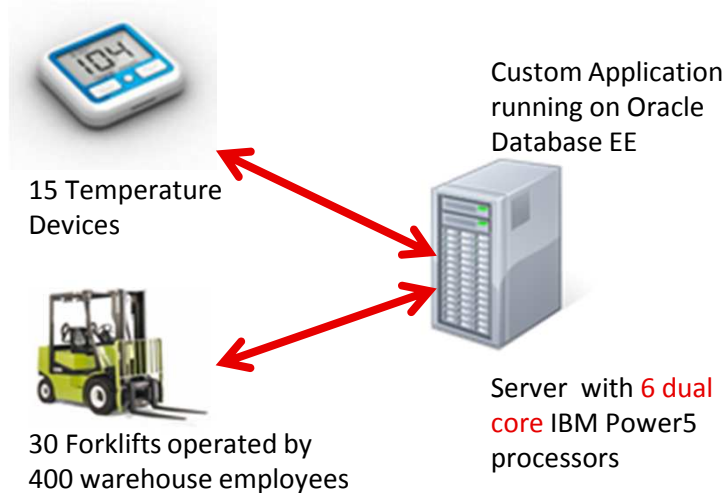 104
Custom Application
running on Oracle
Database EE
15 Temperature
Devices
Server with 6 dual
core IBM Power5
processors
30 Forklifts operated by
400 warehouse employees